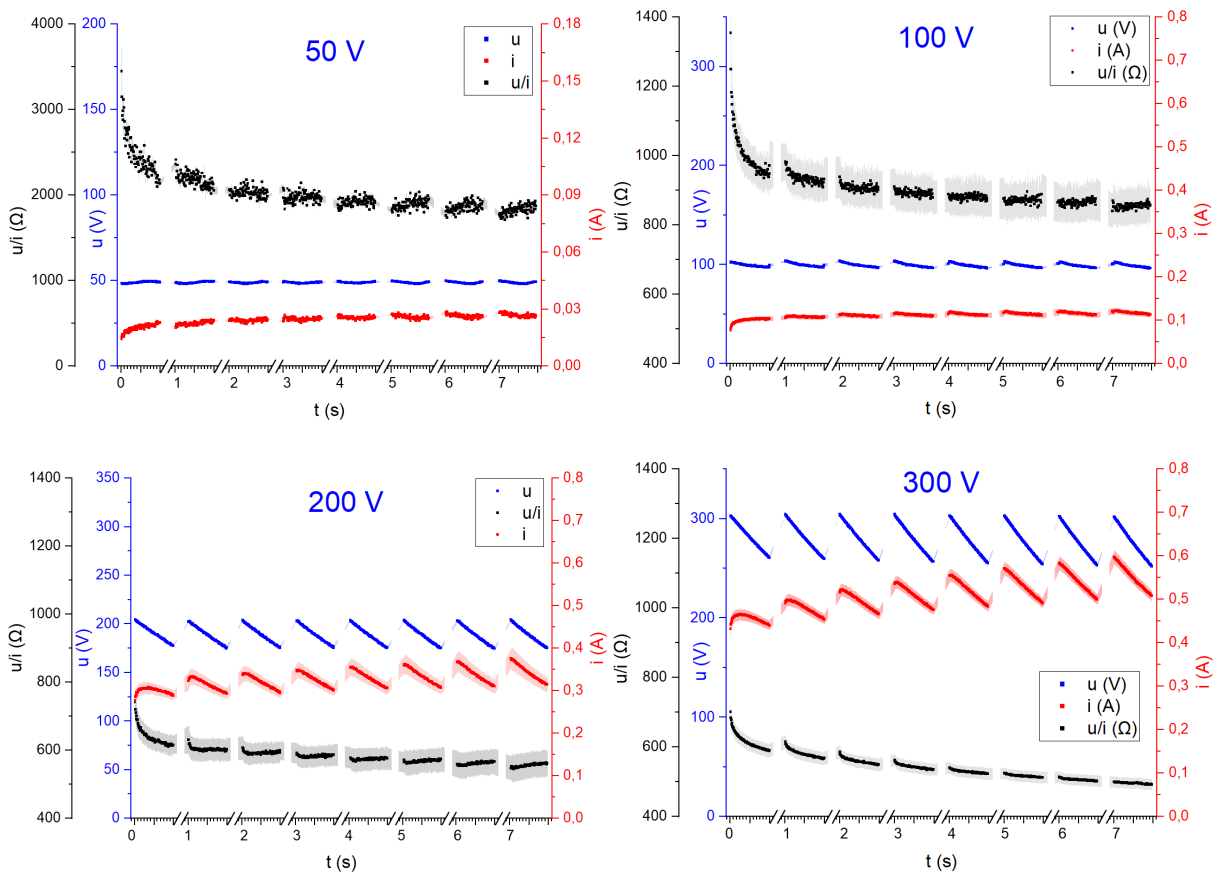 50 V
u
i
u/i
4000
3000
2000
1000
0
u/i (Ω)
200
150
100
50
0
u (V)
0,18
0,15
0,12
0,09
0,06
0,03
0,00
i (A)
0 1 2 3 4 5 6 7
t (s)
100 V
u (V)
i (A)
u/i (Ω)
1400
1200
1000
800
600
400
u/i (Ω)
350
300
250
200
150
100
50
0
u (V)
0,8
0,7
0,6
0,5
0,4
0,3
0,2
0,1
0,0
i (A)
0 1 2 3 4 5 6 7
t (s)
200 V
u
u/i
i
1400
1200
1000
800
600
400
u/i (Ω)
350
300
250
200
150
100
75
50
25
0
u (V)
0,8
0,7
0,6
0,5
0,4
0,3
0,2
0,1
0,0
i (A)
0 1 2 3 4 5 6 7
t (s)
300 V
u (V)
i (A)
u/i (Ω)
1400
1200
1000
800
600
400
u/i (Ω)
300
200
100
0
u (V)
0,8
0,7
0,6
0,5
0,4
0,3
0,2
0,1
0,0
i (A)
0 1 2 3 4 5 6 7
t (s)